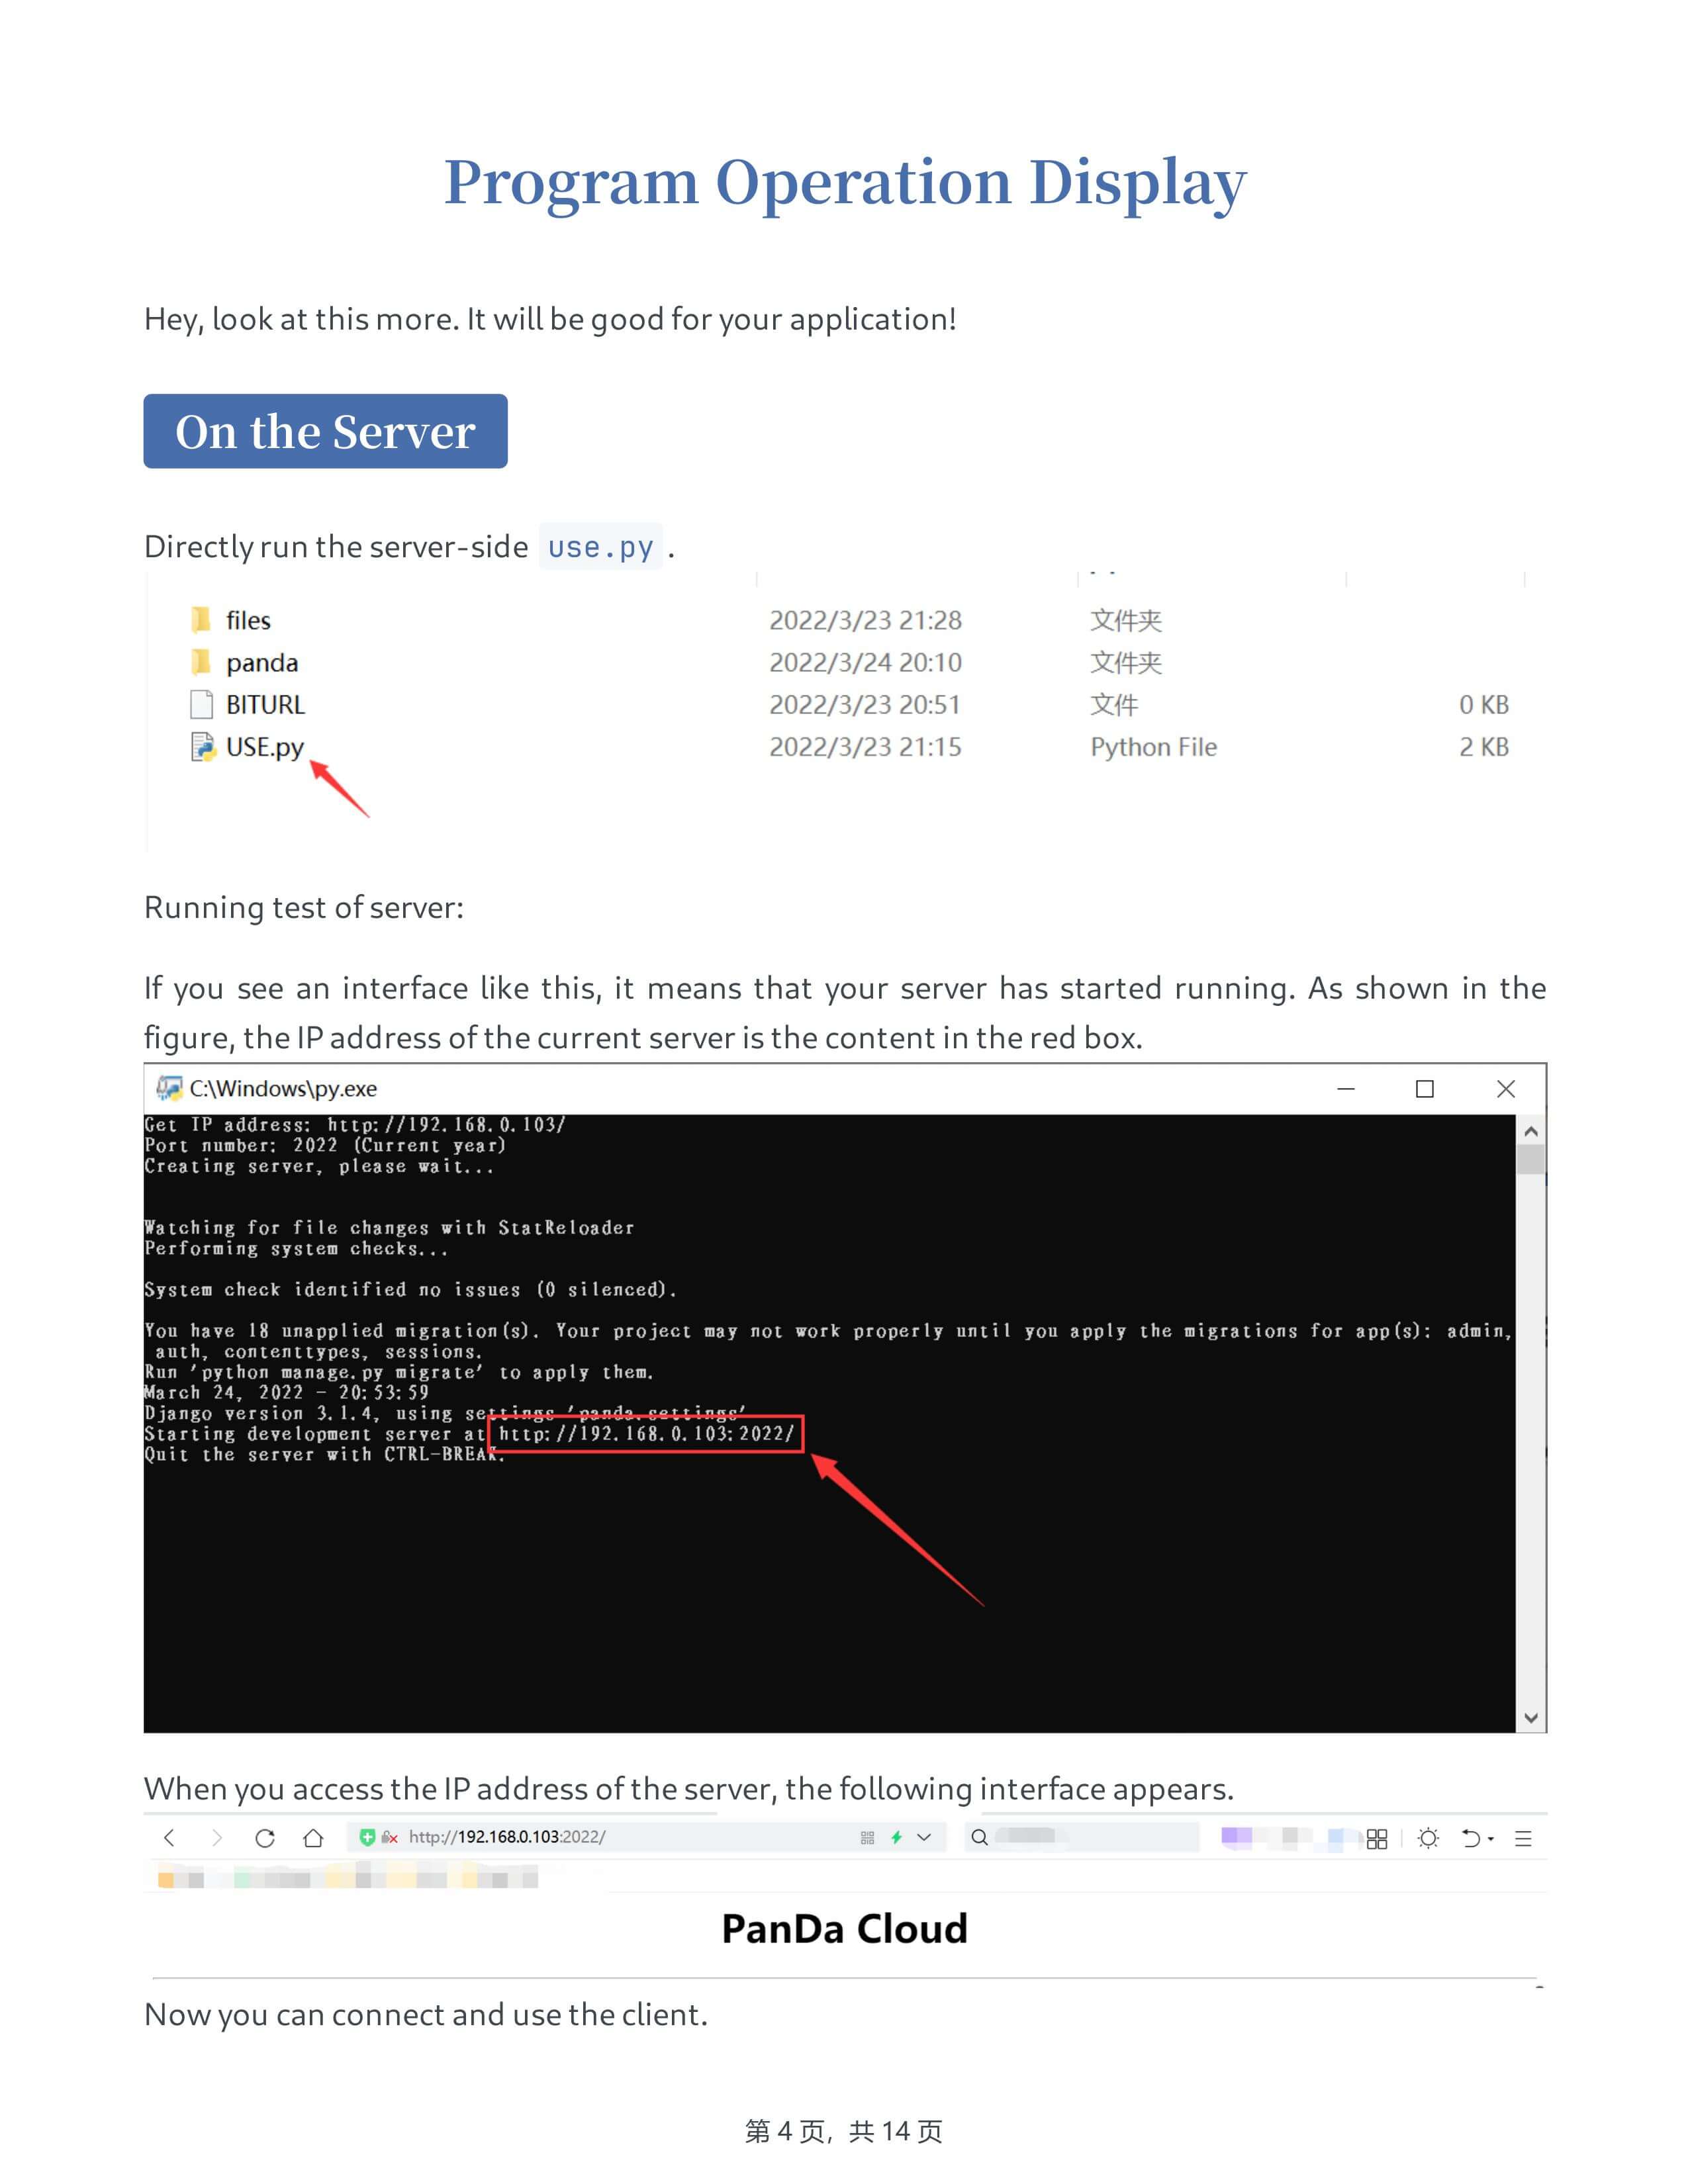 Program Operation Display
Hey, look at this more. It will be good for your application!
On the Server
Directly run the server-side use.py .
files 2022/3/23 21:28 文件夹
panda 2022/3/24 20:10 文件夹
BITURL 2022/3/23 20:51 文件 0 KB
USE.py 2022/3/23 21:15 Python File 2 KB
Running test of server:
If you see an interface like this, it means that your server has started running. As shown in the
figure, the IP address of the current server is the content in the red box.
C:\Windows\py.exe
Get IP address: http://192.168.0.103/
Port number: 2022 (Current year)
Creating server, please wait...
Watching for file changes with StatReloader
Performing system checks...
System check identified no issues (0 silenced).
You have 18 unapplied migration(s). Your project may not work properly until you apply the migrations for app(s): admin,
auth, contenttypes, sessions.
Run 'python manage.py migrate' to apply them.
March 24, 2022 - 20:53:59
Django version 3.1.4, using settings 'panda.settings'
Starting development server at http://192.168.0.103:2022/
Quit the server with CTRL-BREAK.
When you access the IP address of the server, the following interface appears.
http://192.168.0.103:2022/
PanDa Cloud
Now you can connect and use the client.
第 4 页, 共 14 页